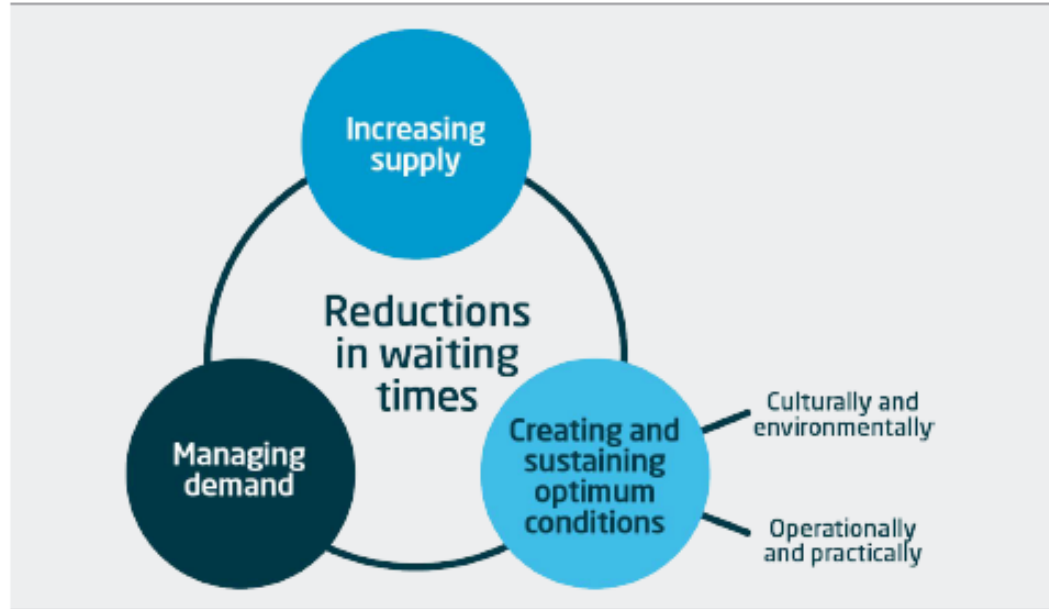 Increasing
supply
Reductions
in waiting
times
Managing
demand
Creating and
sustaining
optimum
conditions
Culturally and
environmentally
Operationally
and practically